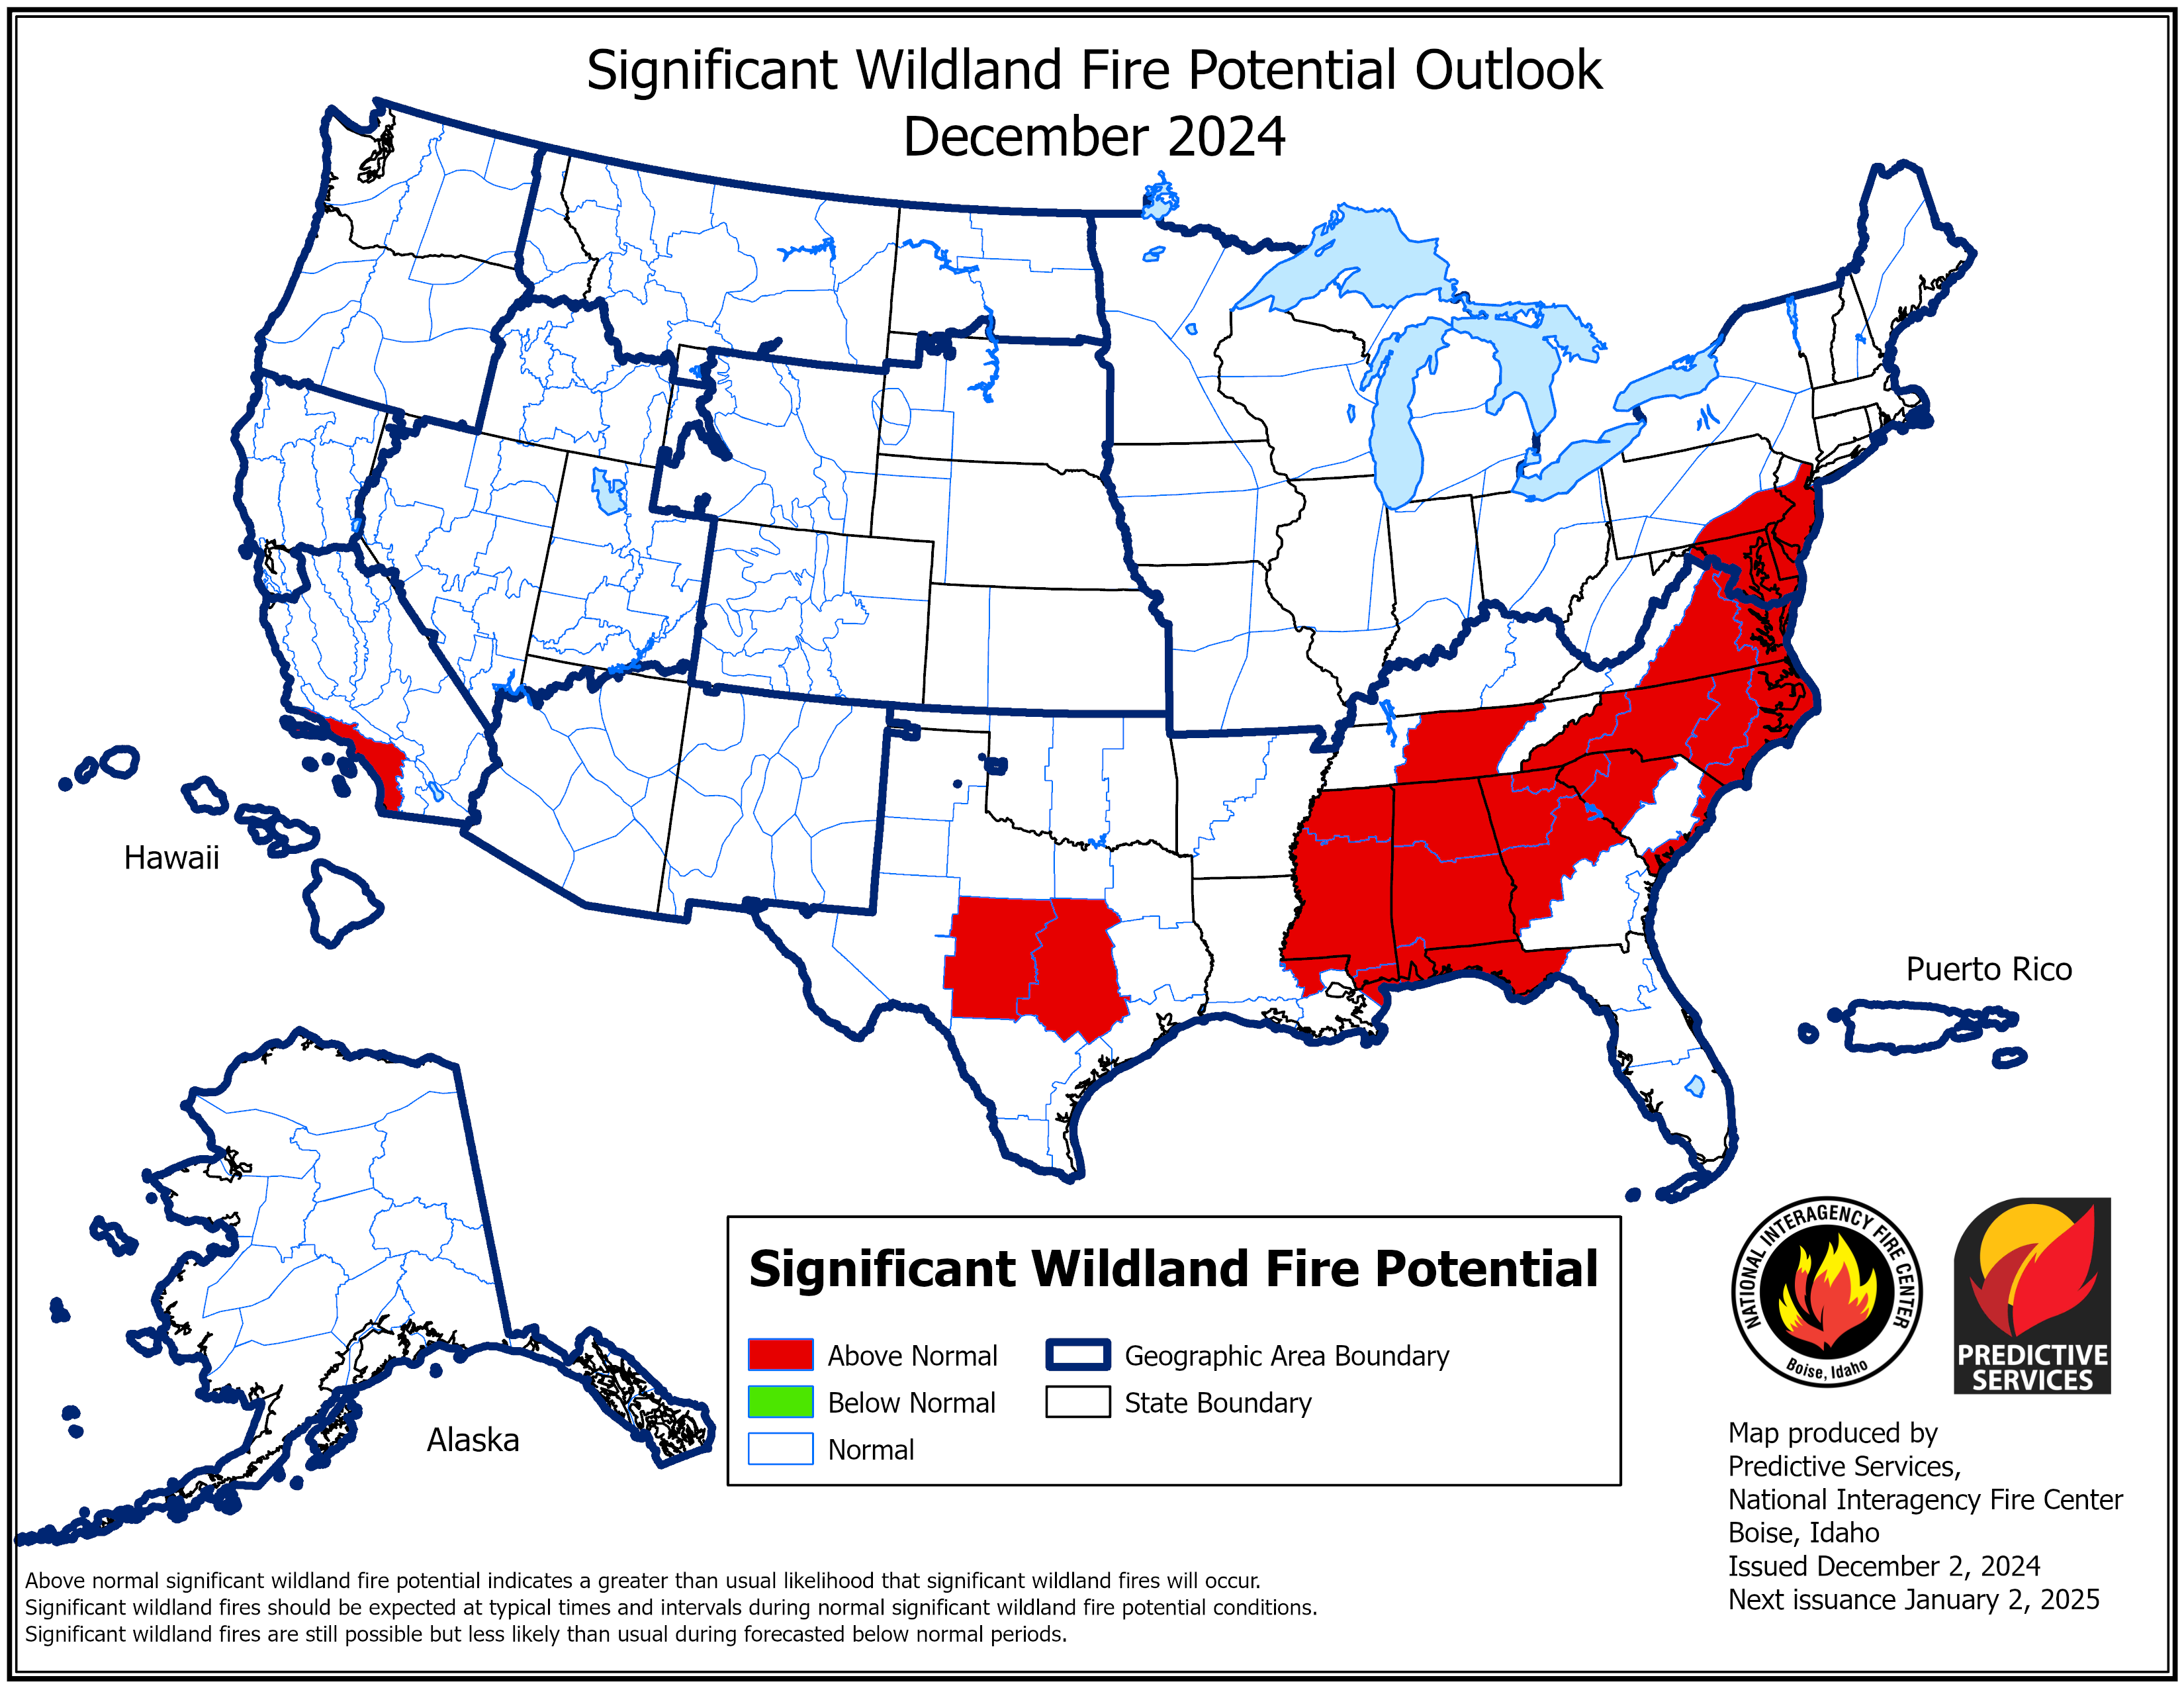 Significant Wildland Fire Potential Outlook
December 2024
Hawaii
Puerto Rico
Alaska
Significant Wildland Fire Potential
Above Normal
Below Normal
Normal
Geographic Area Boundary
State Boundary
NATIONAL INTERAGENCY FIRE CENTER
Boise, Idaho
PREDICTIVE
SERVICES
Map produced by
Predictive Services,
National Interagency Fire Center
Boise, Idaho
Issued December 2, 2024
Next issuance January 2, 2025
Above normal significant wildland fire potential indicates a greater than usual likelihood that significant wildland fires will occur.
Significant wildland fires should be expected at typical times and intervals during normal significant wildland fire potential conditions.
Significant wildland fires are still possible but less likely than usual during forecasted below normal periods.